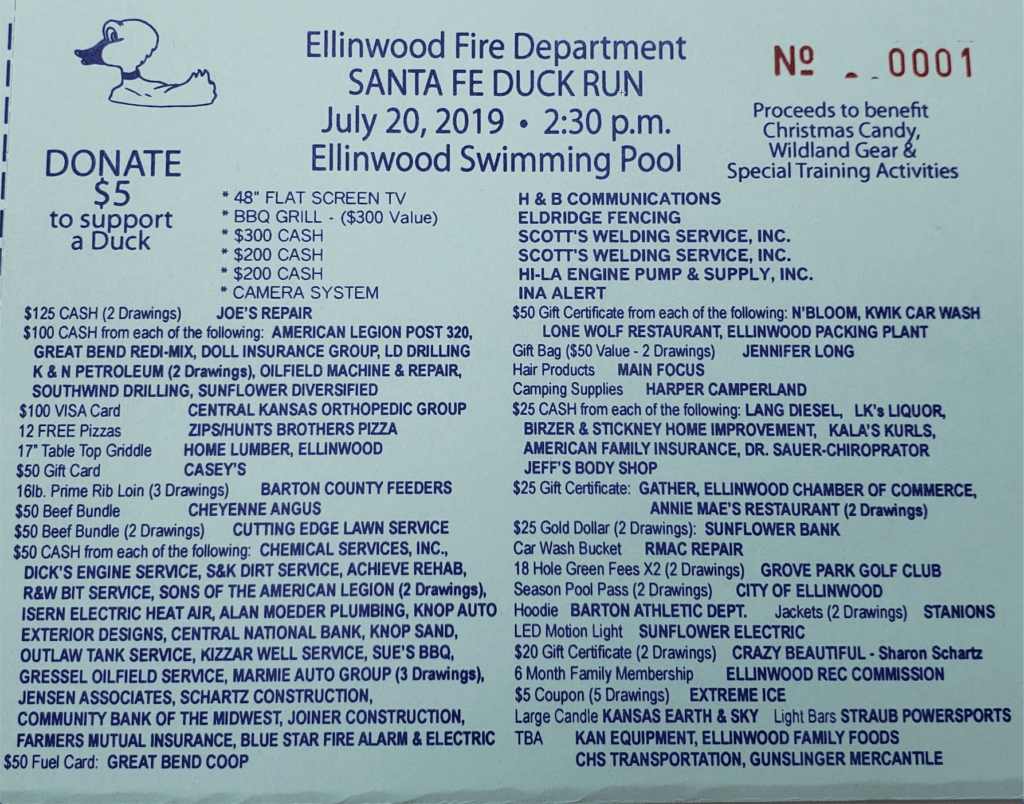 Ellinwood Fire Department
SANTA FE DUCK RUN
July 20, 2019 • 2:30 p.m.
Ellinwood Swimming Pool
Nº 0001
Proceeds to benefit
Christmas Candy,
Wildland Gear &
Special Training Activities
DONATE
$5
to support
a Duck
* 48" FLAT SCREEN TV H & B COMMUNICATIONS
* BBQ GRILL - ($300 Value) ELDRIDGE FENCING
* $300 CASH SCOTT'S WELDING SERVICE, INC.
* $200 CASH SCOTT'S WELDING SERVICE, INC.
* $200 CASH HI-LA ENGINE PUMP & SUPPLY, INC.
* CAMERA SYSTEM INA ALERT
$125 CASH (2 Drawings) JOE'S REPAIR
$100 CASH from each of the following: AMERICAN LEGION POST 320,
GREAT BEND REDI-MIX, DOLL INSURANCE GROUP, LD DRILLING
K & N PETROLEUM (2 Drawings), OILFIELD MACHINE & REPAIR,
SOUTHWIND DRILLING, SUNFLOWER DIVERSIFIED
$100 VISA Card CENTRAL KANSAS ORTHOPEDIC GROUP
12 FREE Pizzas ZIPS/HUNTS BROTHERS PIZZA
17" Table Top Griddle HOME LUMBER, ELLINWOOD
$50 Gift Card CASEY'S
16lb. Prime Rib Loin (3 Drawings) BARTON COUNTY FEEDERS
$50 Beef Bundle CHEYENNE ANGUS
$50 Beef Bundle (2 Drawings) CUTTING EDGE LAWN SERVICE
$50 CASH from each of the following: CHEMICAL SERVICES, INC.,
DICK'S ENGINE SERVICE, S&K DIRT SERVICE, ACHIEVE REHAB,
R&W BIT SERVICE, SONS OF THE AMERICAN LEGION (2 Drawings),
ISERN ELECTRIC HEAT AIR, ALAN MOEDER PLUMBING, KNOP AUTO
EXTERIOR DESIGNS, CENTRAL NATIONAL BANK, KNOP SAND,
OUTLAW TANK SERVICE, KIZZAR WELL SERVICE, SUE'S BBQ,
GRESSEL OILFIELD SERVICE, MARMIE AUTO GROUP (3 Drawings),
JENSEN ASSOCIATES, SCHARTZ CONSTRUCTION,
COMMUNITY BANK OF THE MIDWEST, JOINER CONSTRUCTION,
FARMERS MUTUAL INSURANCE, BLUE STAR FIRE ALARM & ELECTRIC
$50 Fuel Card: GREAT BEND COOP
$50 Gift Certificate from each of the following: N'BLOOM, KWIK CAR WASH
LONE WOLF RESTAURANT, ELLINWOOD PACKING PLANT
Gift Bag ($50 Value - 2 Drawings) JENNIFER LONG
Hair Products MAIN FOCUS
Camping Supplies HARPER CAMPERLAND
$25 CASH from each of the following: LANG DIESEL, LK's LIQUOR,
BIRZER & STICKNEY HOME IMPROVEMENT, KALA'S KURLS,
AMERICAN FAMILY INSURANCE, DR. SAUER-CHIROPRATOR
JEFF'S BODY SHOP
$25 Gift Certificate: GATHER, ELLINWOOD CHAMBER OF COMMERCE,
ANNIE MAE'S RESTAURANT (2 Drawings)
$25 Gold Dollar (2 Drawings): SUNFLOWER BANK
Car Wash Bucket RMAC REPAIR
18 Hole Green Fees X2 (2 Drawings) GROVE PARK GOLF CLUB
Season Pool Pass (2 Drawings) CITY OF ELLINWOOD
Hoodie BARTON ATHLETIC DEPT. Jackets (2 Drawings) STANIONS
LED Motion Light SUNFLOWER ELECTRIC
$20 Gift Certificate (2 Drawings) CRAZY BEAUTIFUL - Sharon Schartz
6 Month Family Membership ELLINWOOD REC COMMISSION
$5 Coupon (5 Drawings) EXTREME ICE
Large Candle KANSAS EARTH & SKY Light Bars STRAUB POWERSPORTS
TBA KAN EQUIPMENT, ELLINWOOD FAMILY FOODS
CHS TRANSPORTATION, GUNSLINGER MERCANTILE